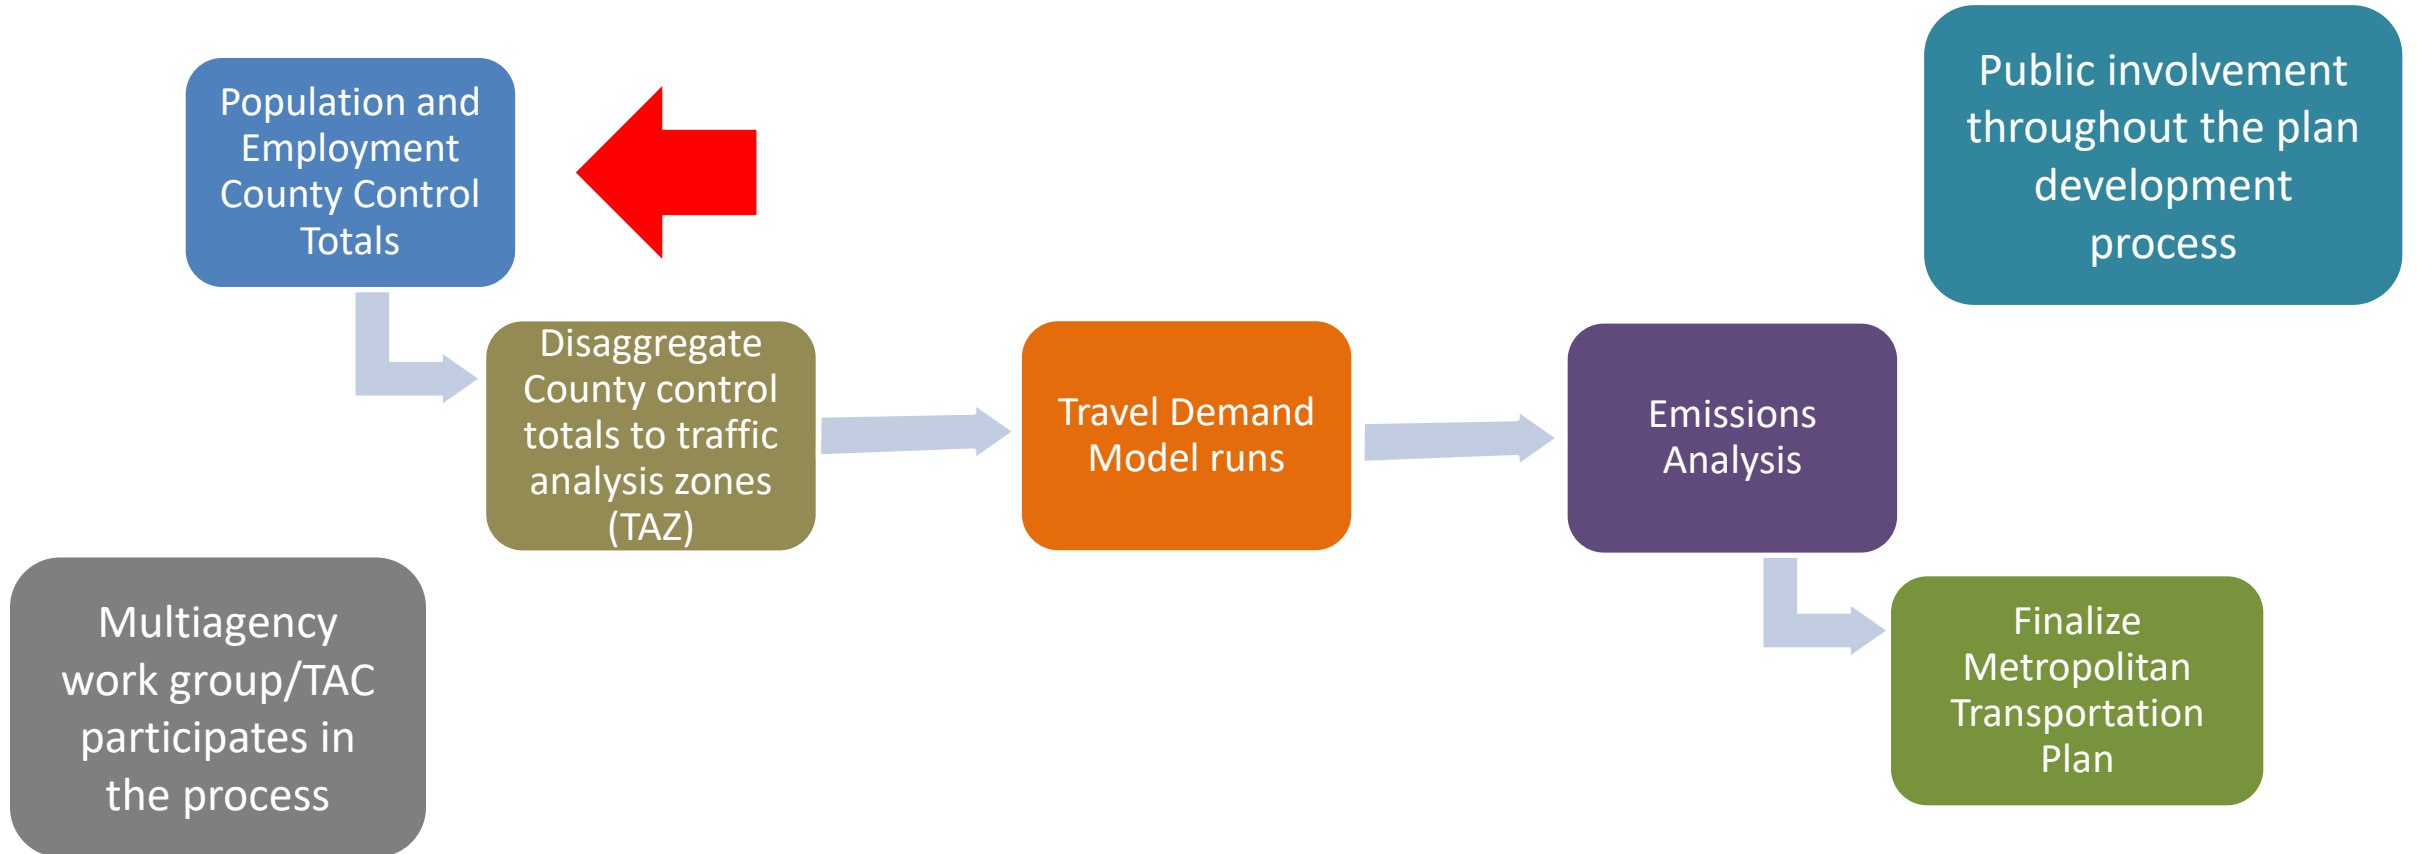 Population and
Employment
County Control
Totals
Public involvement
throughout the plan
development
process
Disaggregate
County control
totals to traffic
analysis zones
(TAZ)
Travel Demand
Model runs
Emissions
Analysis
Multiagency
work group/TAC
participates in
the process
Finalize
Metropolitan
Transportation
Plan